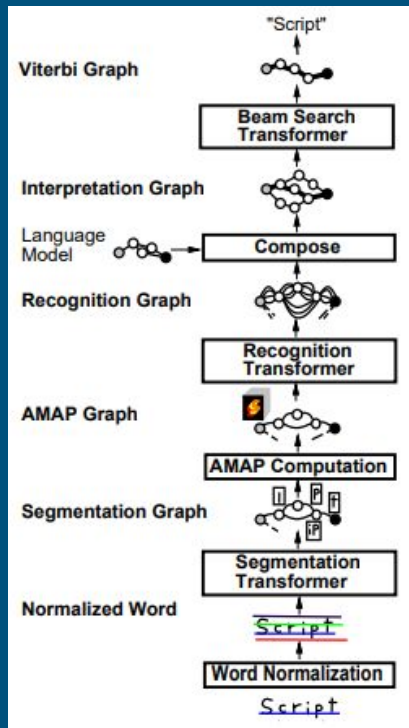 "Script"
Viterbi Graph
Beam Search
Transformer
Interpretation Graph
Language
Model
Compose
Recognition Graph
Recognition
Transformer
AMAP Graph
AMAP Computation
i P t
Segmentation Graph
iP
Segmentation
Transformer
Normalized Word
Script
Word Normalization
Script